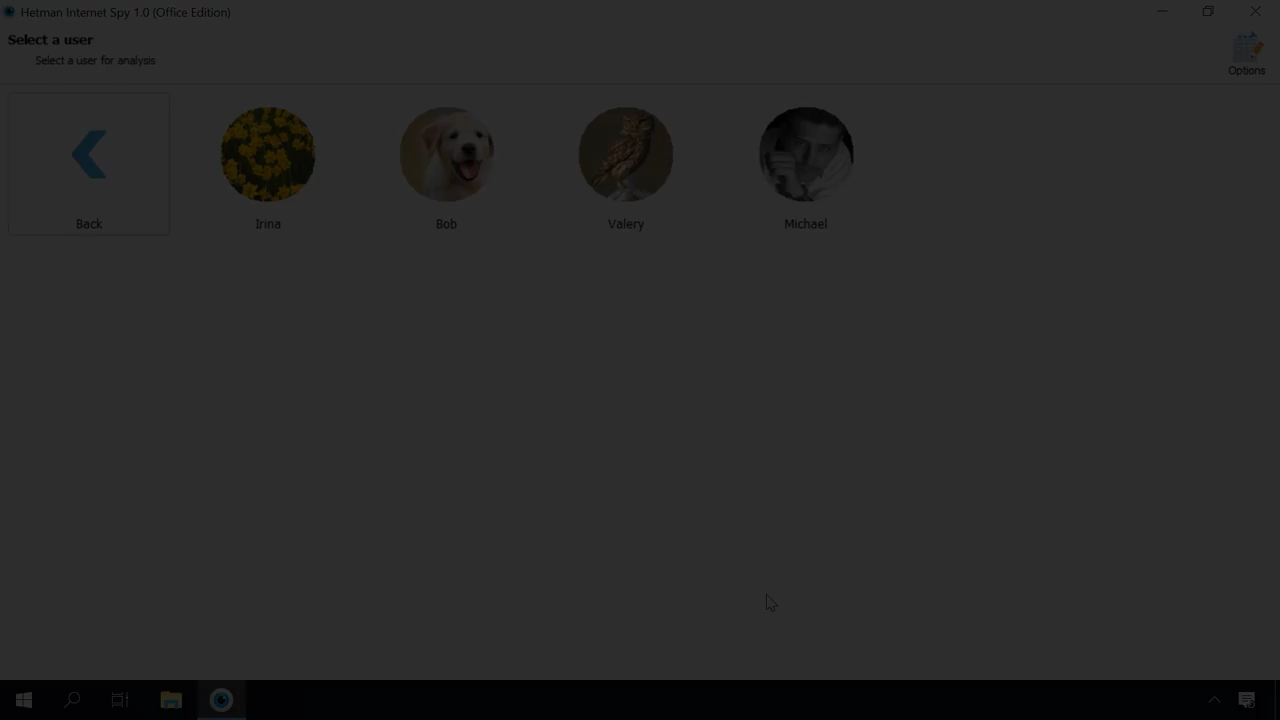 Hetman Internet Spy 1.0 (Office Edition)
Select a user
Select a user for analysis
Options
Back
Irina
Bob
Valery
Michael